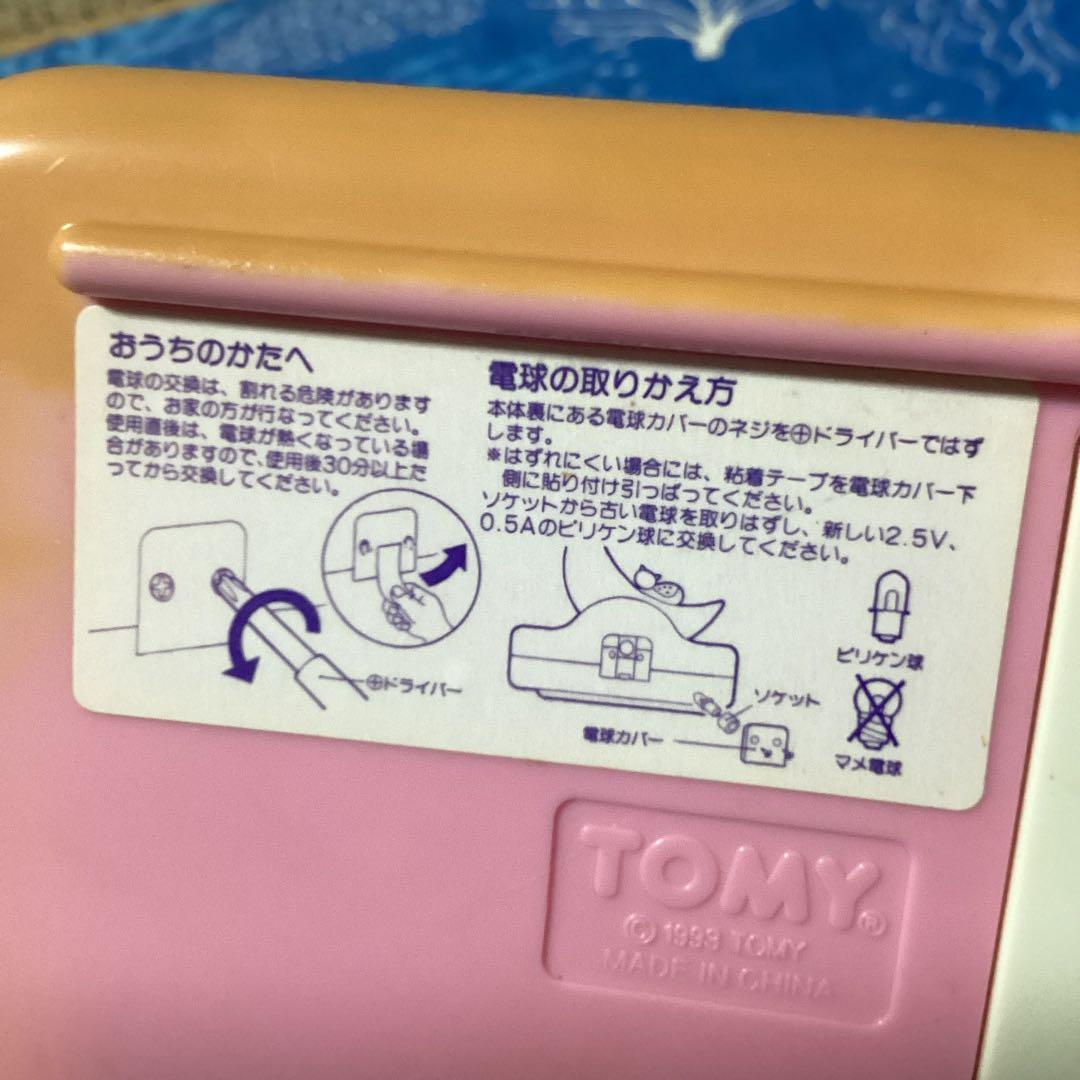 おうちのかたへ
電球の交換は、割れる危険があります
ので、お家の方が行なってください。
使用直後は、電球が熱くなっている場
合がありますので、使用後30分以上た
ってから交換してください。
⊕ドライバー
電球の取りかえ方
本体裏にある電球カバーのネジを⊕ドライバーではず
します。
※はずれにくい場合には、粘着テープを電球カバー下
側に貼り付け引っぱってください。
ソケットから古い電球を取りはずし、新しい2.5V、
0.5Aのビリケン球に交換してください。
ビリケン球
ソケット
電球カバー
マメ電球
TOMY®
© 1993 TOMY
MADE IN CHINA